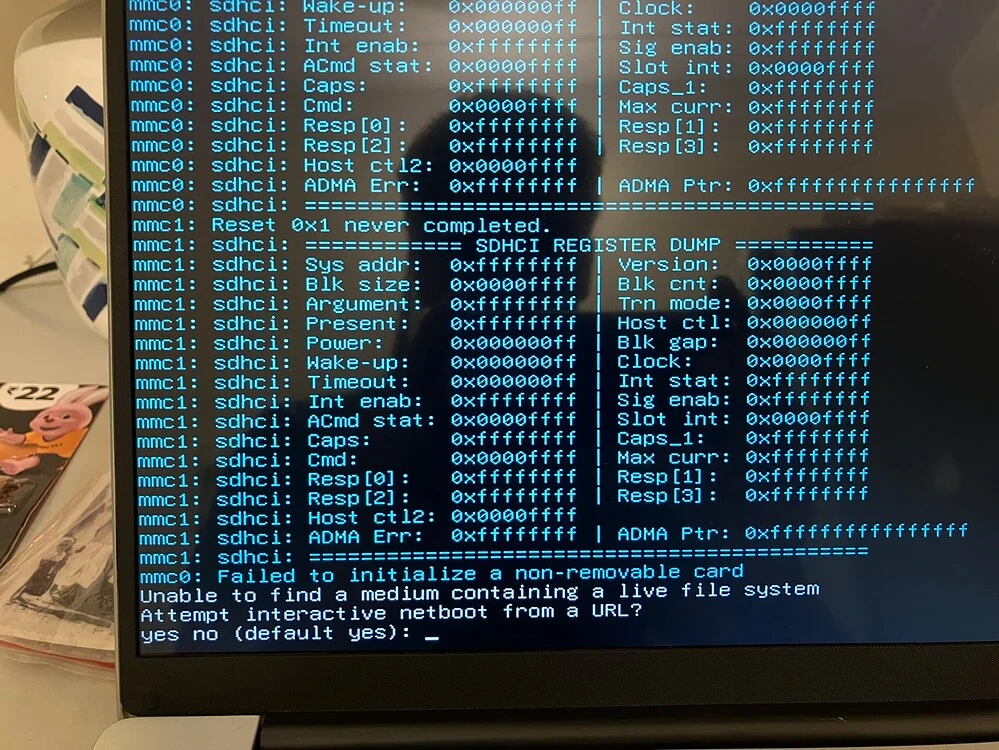 mmc0: sdhci: Wake-up: 0x000000ff | Clock: 0x0000ffff
mmc0: sdhci: Timeout: 0x000000ff | Int stat: 0xffffffff
mmc0: sdhci: Int enab: 0xffffffff | Sig enab: 0xffffffff
mmc0: sdhci: ACmd stat: 0x0000ffff | Slot int: 0x0000ffff
mmc0: sdhci: Caps: 0xffffffff | Caps_1: 0xffffffff
mmc0: sdhci: Cmd: 0x0000ffff | Max curr: 0xffffffff
mmc0: sdhci: Resp[0]: 0xffffffff | Resp[1]: 0xffffffff
mmc0: sdhci: Resp[2]: 0xffffffff | Resp[3]: 0xffffffff
mmc0: sdhci: Host ctl2: 0x0000ffff
mmc0: sdhci: ADMA Err: 0xffffffff | ADMA Ptr: 0xffffffffffffffff
mmc0: sdhci: ============================================
mmc1: Reset 0x1 never completed.
mmc1: sdhci: ============ SDHCI REGISTER DUMP ===========
mmc1: sdhci: Sys addr: 0xffffffff | Version: 0x0000ffff
mmc1: sdhci: Blk size: 0x0000ffff | Blk cnt: 0x0000ffff
mmc1: sdhci: Argument: 0xffffffff | Trn mode: 0x0000ffff
mmc1: sdhci: Present: 0xffffffff | Host ctl: 0x000000ff
mmc1: sdhci: Power: 0x000000ff | Blk gap: 0x000000ff
mmc1: sdhci: Wake-up: 0x000000ff | Clock: 0x0000ffff
mmc1: sdhci: Timeout: 0x000000ff | Int stat: 0xffffffff
mmc1: sdhci: Int enab: 0xffffffff | Sig enab: 0xffffffff
mmc1: sdhci: ACmd stat: 0x0000ffff | Slot int: 0x0000ffff
mmc1: sdhci: Caps: 0xffffffff | Caps_1: 0xffffffff
mmc1: sdhci: Cmd: 0x0000ffff | Max curr: 0xffffffff
mmc1: sdhci: Resp[0]: 0xffffffff | Resp[1]: 0xffffffff
mmc1: sdhci: Resp[2]: 0xffffffff | Resp[3]: 0xffffffff
mmc1: sdhci: Host ctl2: 0x0000ffff
mmc1: sdhci: ADMA Err: 0xffffffff | ADMA Ptr: 0xffffffffffffffff
mmc1: sdhci: ============================================
mmc0: Failed to initialize a non-removable card
Unable to find a medium containing a live file system
Attempt interactive netboot from a URL?
yes no (default yes): _
€22